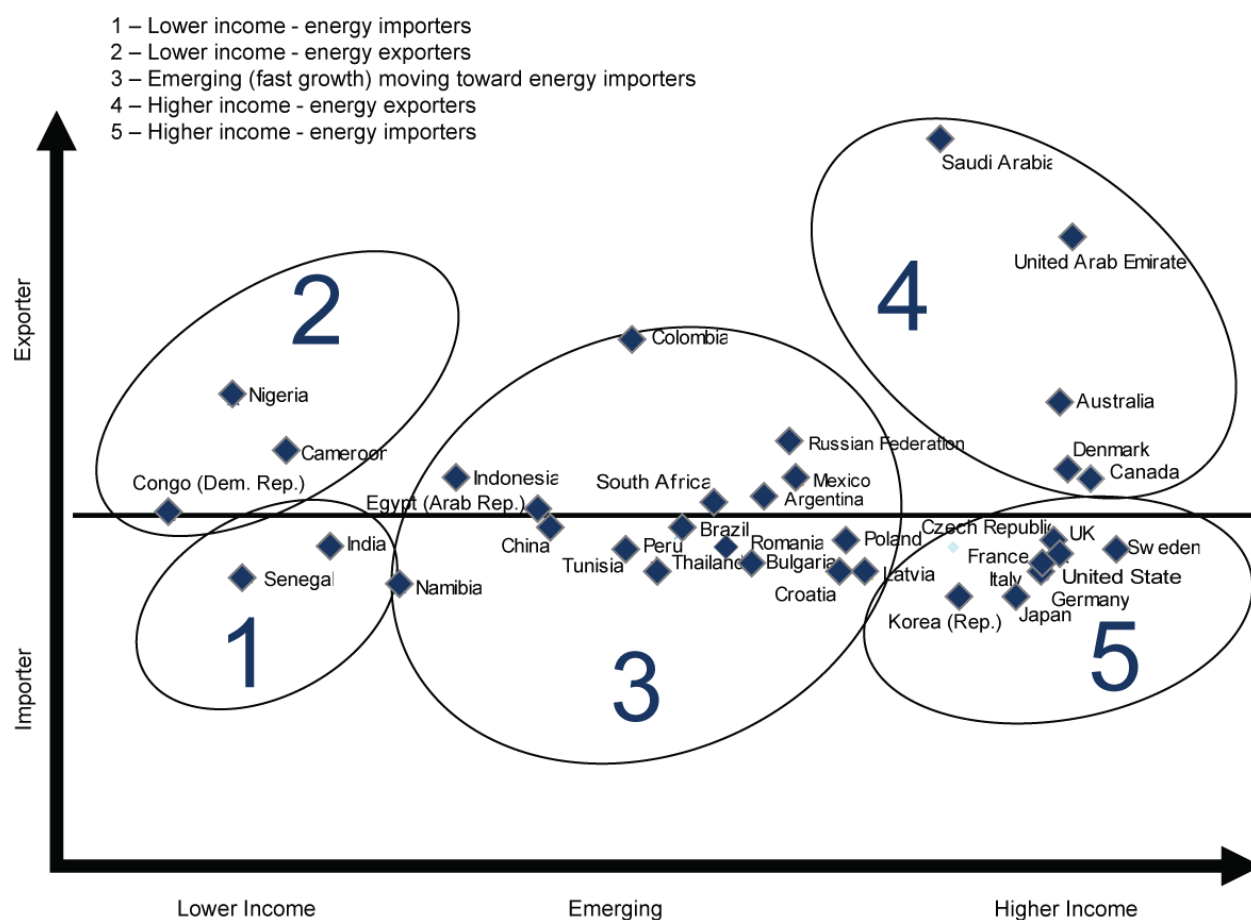 1 – Lower income - energy importers
2 – Lower income - energy exporters
3 – Emerging (fast growth) moving toward energy importers
4 – Higher income - energy exporters
5 – Higher income - energy importers
Exporter
Importer
Saudi Arabia
United Arab Emirate
4
2
Colombia
Nigeria
Australia
Russian Federation
Cameroon
Denmark
Canada
Congo (Dem. Rep.)
Indonesia
South Africa
Mexico
Argentina
Egypt (Arab Rep.)
China
Brazil
Czech Republic
UK
India
Tunisia
Peru
Romania
Poland
Sweden
France
Thailand
Bulgaria
Latvia
Italy
United State
Senegal
Namibia
Croatia
Germany
Korea (Rep.)
Japan
1
3
5
Lower Income
Emerging
Higher Income